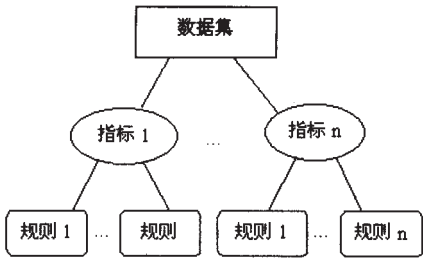 数据集
指标 1 … 指标 n
规则 1 … 规则 规则 1 … 规则 n